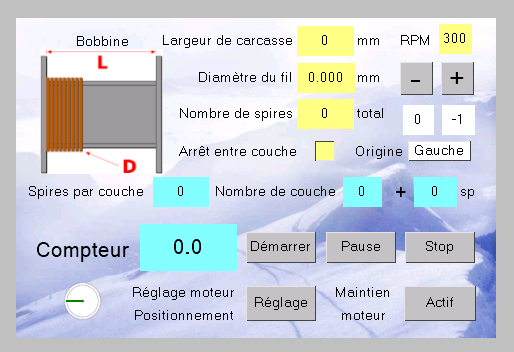 Bobbine
Largeur de carcasse 0 mm RPM 300
L
Diamètre du fil 0.000 mm - +
Nombre de spires 0 total 0 -1
D
Arrêt entre couche Origine Gauche
Spires par couche 0 Nombre de couche 0 + 0 sp
Compteur 0.0 Démarrer Pause Stop
Réglage moteur
Positionnement
Réglage
Maintien
moteur
Actif